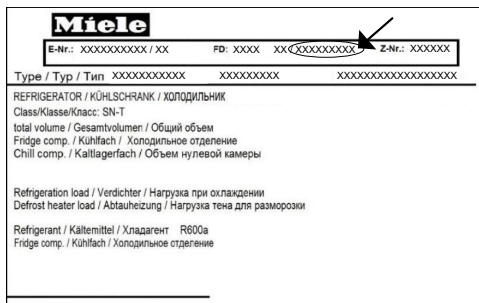 Miele
E-Nr.: XXXXXXXXXX / XX FD: XXXX XX / XXXXXXXXX Z-Nr.: XXXXXX
Type / Typ / Тип XXXXXXXXXXX XXXXXXXXX XXXXXXXXXXXXXXXXXX
REFRIGERATOR / KÜHLSCHRANK / ХОЛОДИЛЬНИК
Class/Klasse/Класс: SN-T
total volume / Gesamtvolumen / Общий объем
Fridge comp. / Kühlfach / Холодильное отделение
Chill comp. / Kaltlagerfach / Объем нулевой камеры
Refrigeration load / Verdichter / Нагрузка при охлаждении
Defrost heater load / Abtauheizung / Нагрузка тена для разморозки
Refrigerant / Kältemittel / Хладагент R600a
Fridge comp. / Kühlfach / Холодильное отделение